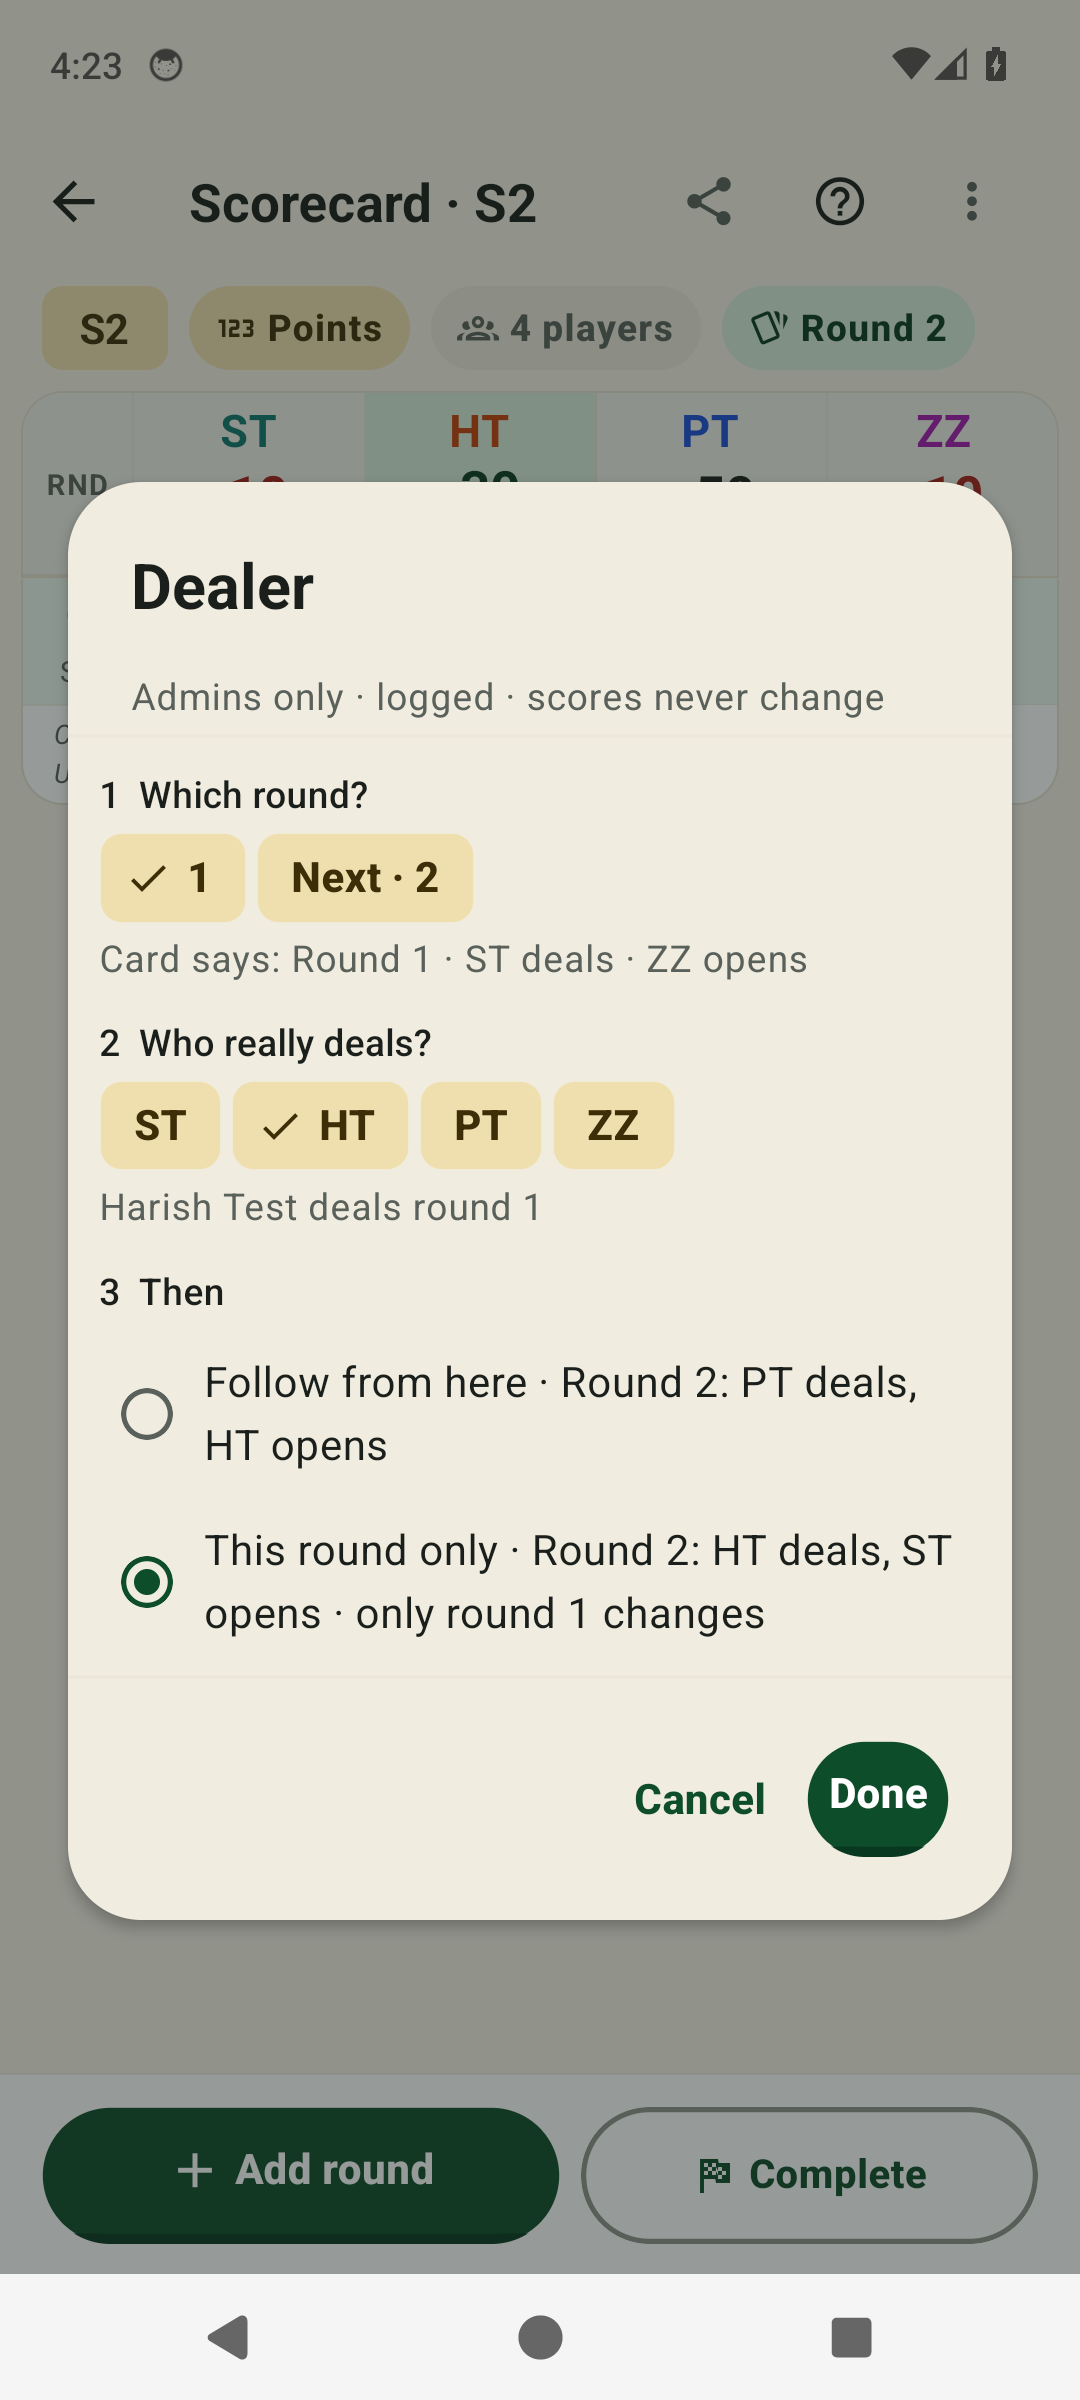 4:23
Scorecard · S2
S2
123 Points
4 players
Round 2
ST
HT
PT
ZZ
RND
Dealer
Admins only · logged · scores never change
1 Which round?
1
Next · 2
Card says: Round 1 · ST deals · ZZ opens
2 Who really deals?
ST
HT
PT
ZZ
Harish Test deals round 1
3 Then
Follow from here · Round 2: PT deals,
HT opens
This round only · Round 2: HT deals, ST
opens · only round 1 changes
Cancel
Done
+ Add round
Complete